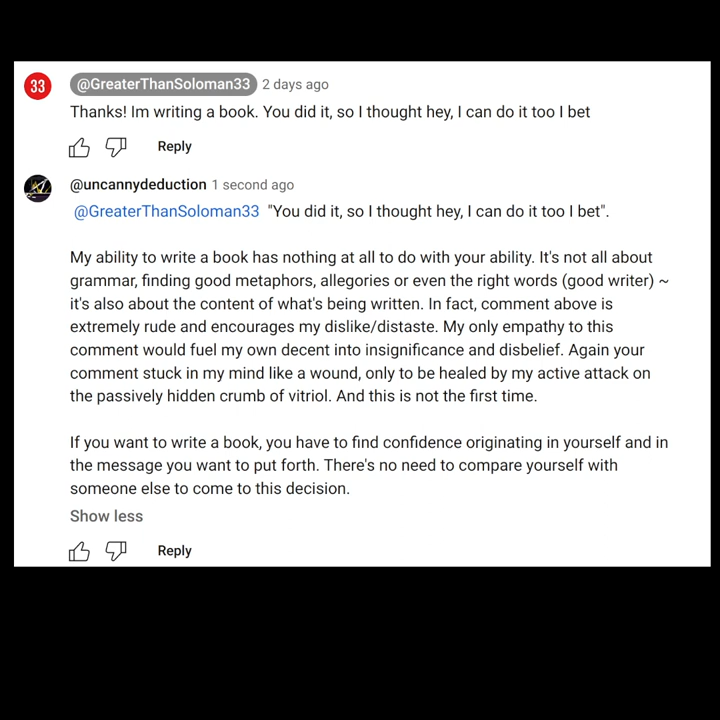 33 @GreaterThanSoloman33 2 days ago
Thanks! Im writing a book. You did it, so I thought hey, I can do it too I bet
Reply
@uncannydeduction 1 second ago
@GreaterThanSoloman33 "You did it, so I thought hey, I can do it too I bet".
My ability to write a book has nothing at all to do with your ability. It's not all about
grammar, finding good metaphors, allegories or even the right words (good writer) ~
it's also about the content of what's being written. In fact, comment above is
extremely rude and encourages my dislike/distaste. My only empathy to this
comment would fuel my own decent into insignificance and disbelief. Again your
comment stuck in my mind like a wound, only to be healed by my active attack on
the passively hidden crumb of vitriol. And this is not the first time.
If you want to write a book, you have to find confidence originating in yourself and in
the message you want to put forth. There's no need to compare yourself with
someone else to come to this decision.
Show less
Reply